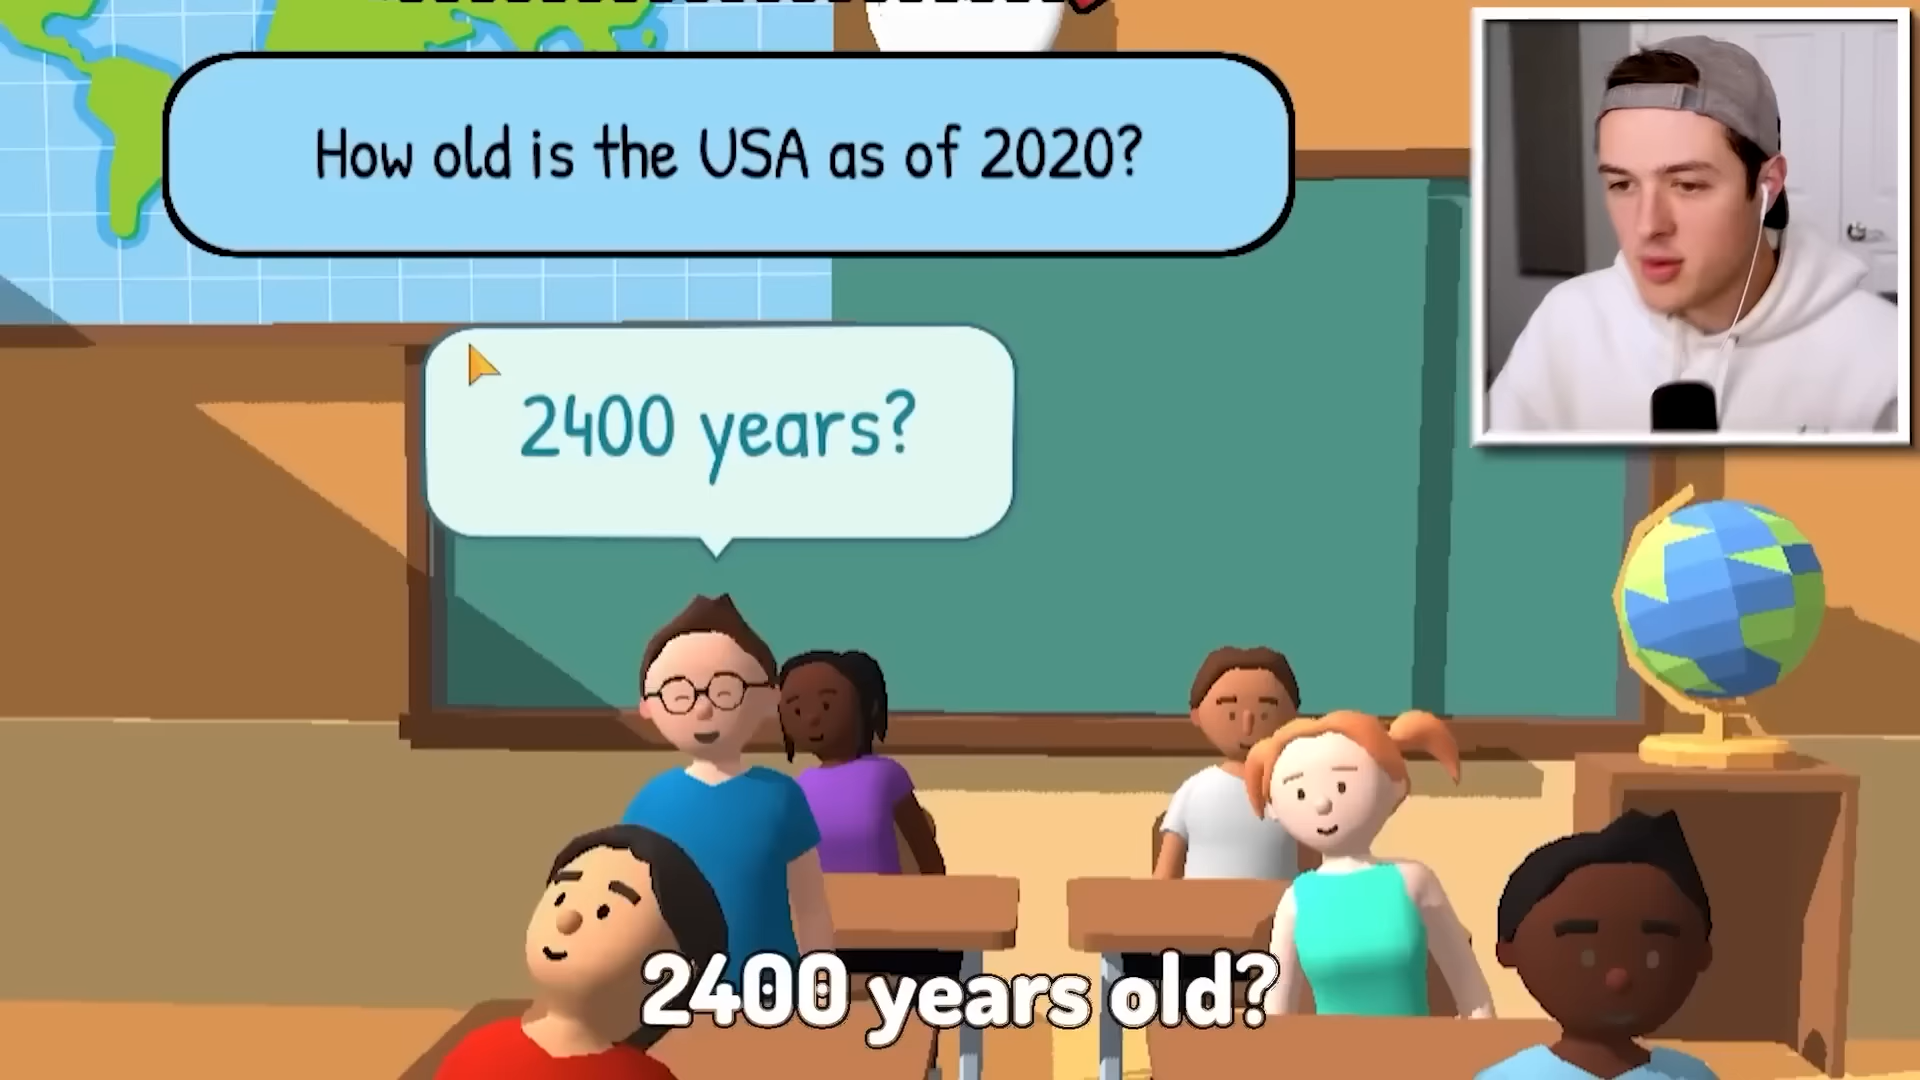 How old is the USA as of 2020?
2400 years?
2400 years old?